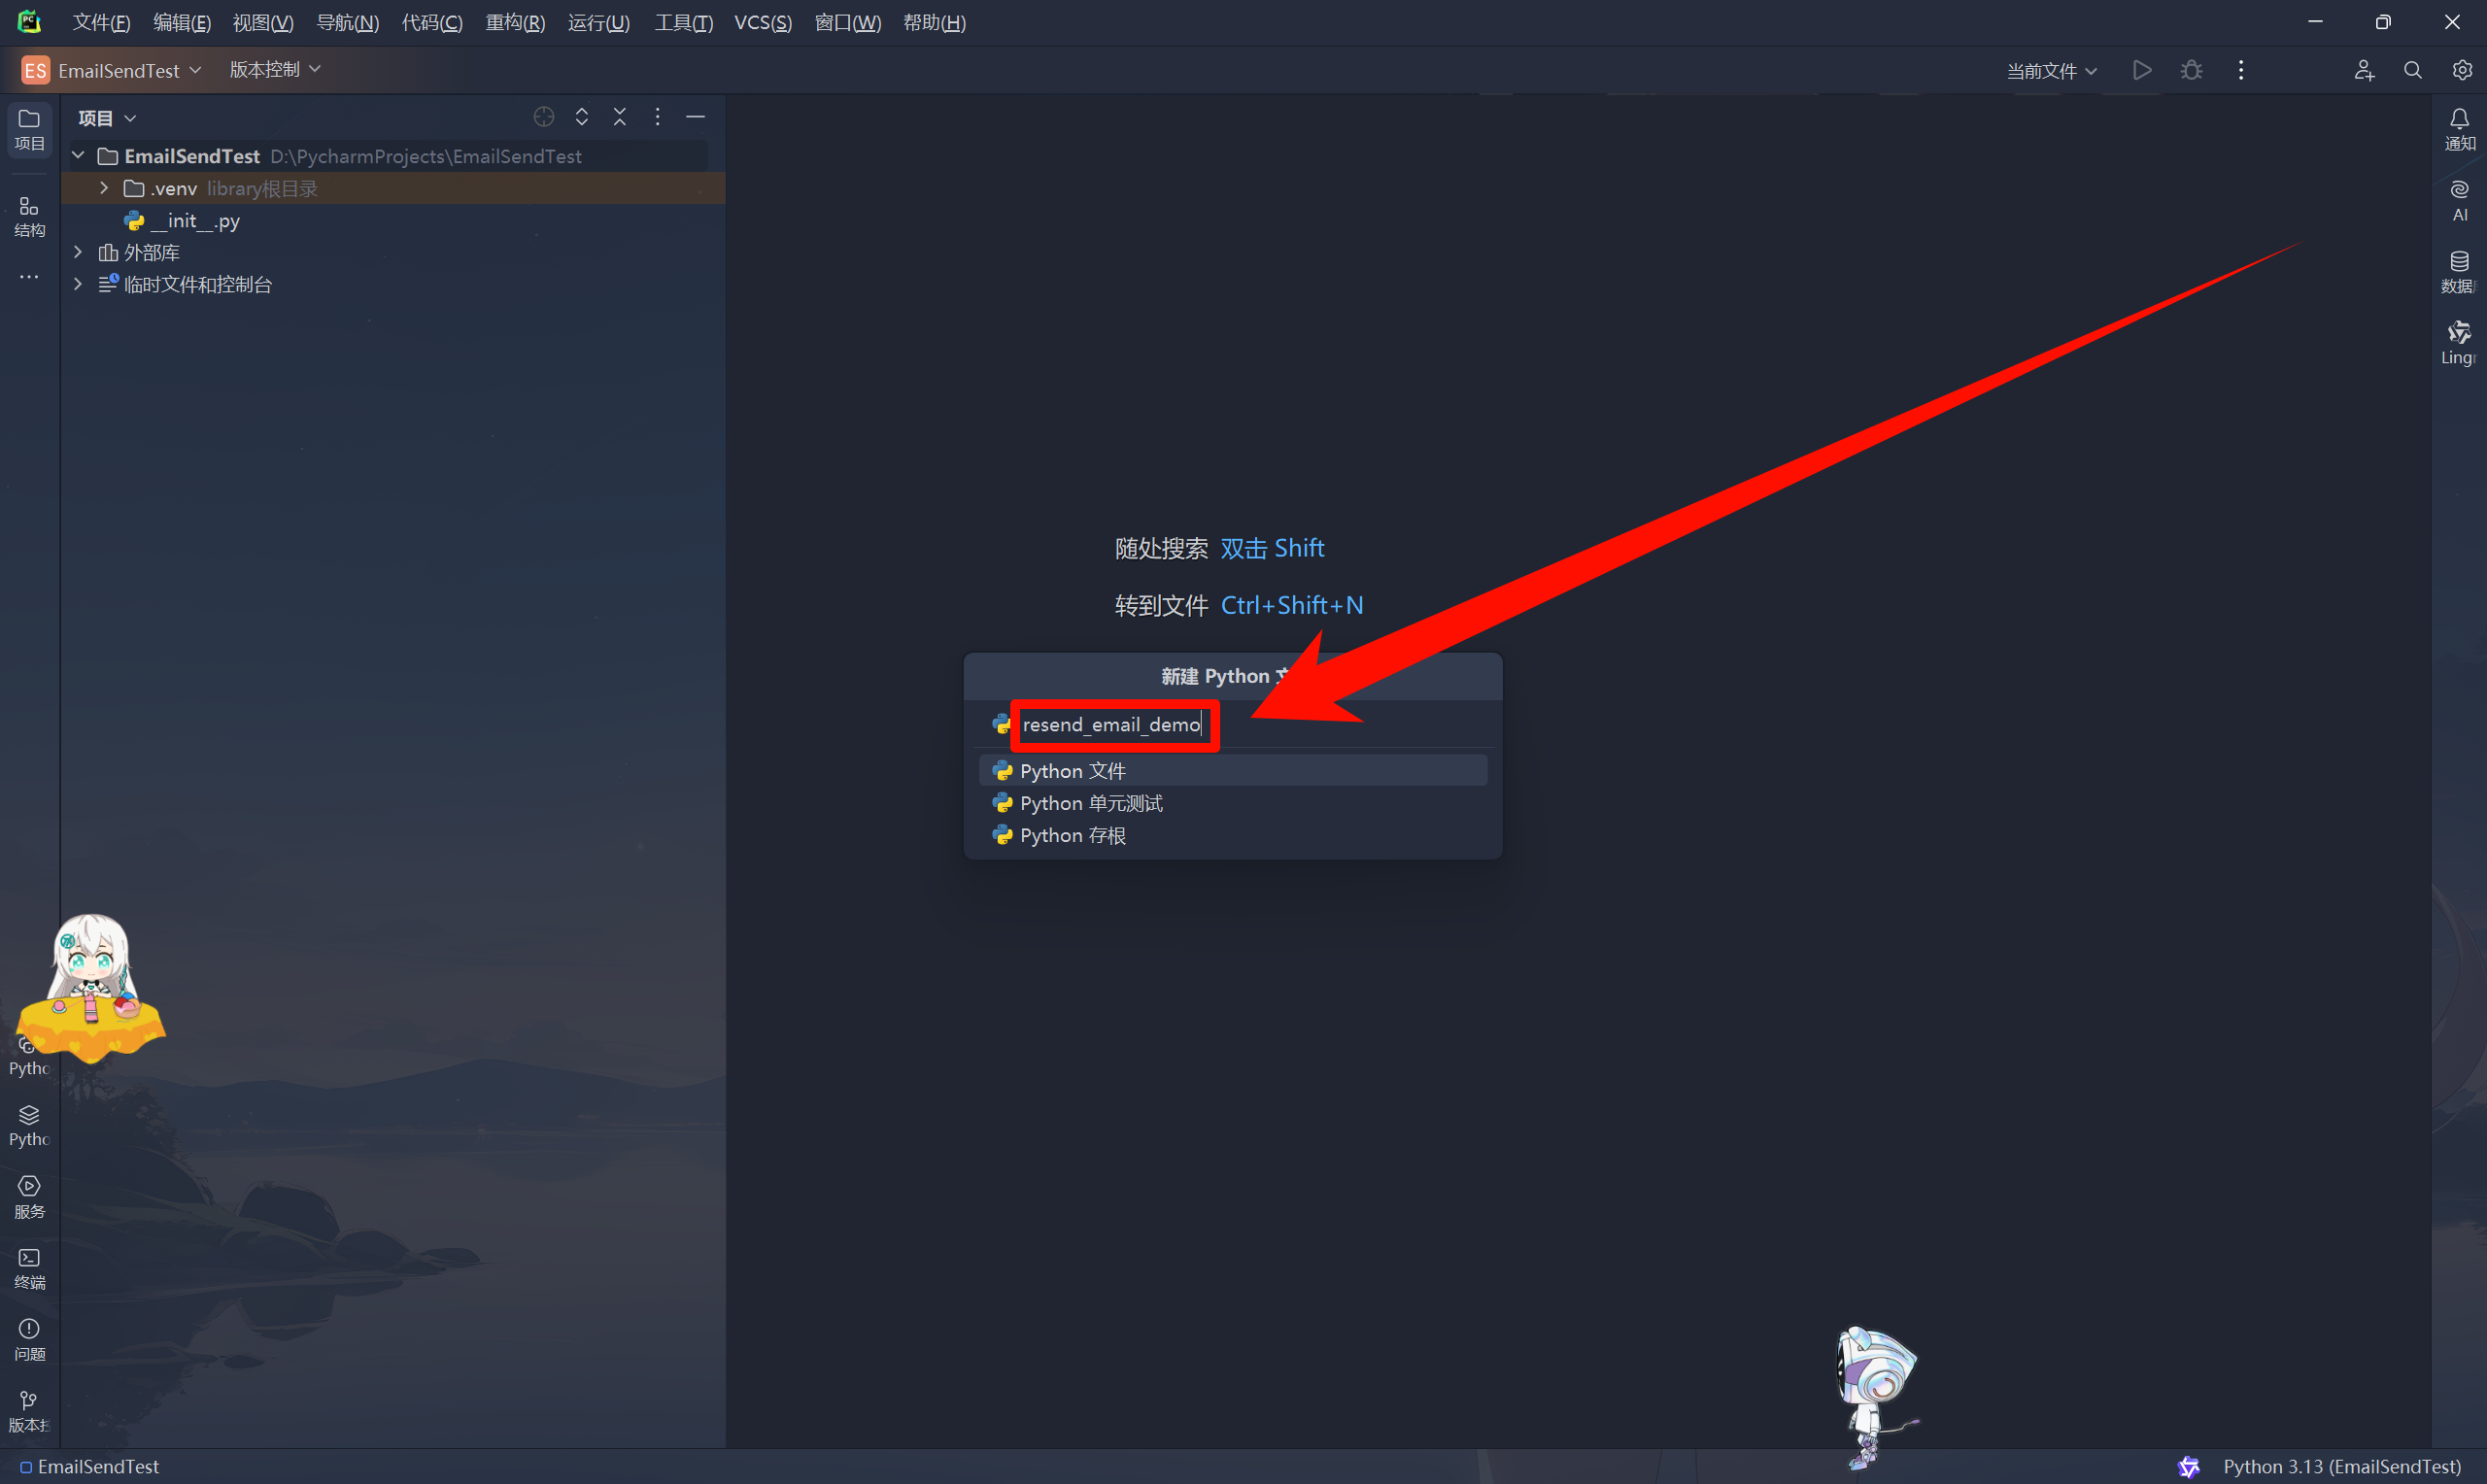 文件(F) 编辑(E) 视图(V) 导航(N) 代码(C) 重构(R) 运行(U) 工具(T) VCS(S) 窗口(W) 帮助(H)
ES EmailSendTest 版本控制 当前文件
项目
项目
EmailSendTest D:\PycharmProjects\EmailSendTest
.venv library根目录
__init__.py
外部库
临时文件和控制台
结构
通知
AI
数据
Ling
随处搜索 双击 Shift
转到文件 Ctrl+Shift+N
新建 Python
resend_email_demo
Python 文件
Python 单元测试
Python 存根
Pytho
Pytho
服务
终端
问题
版本
EmailSendTest
Python 3.13 (EmailSendTest)